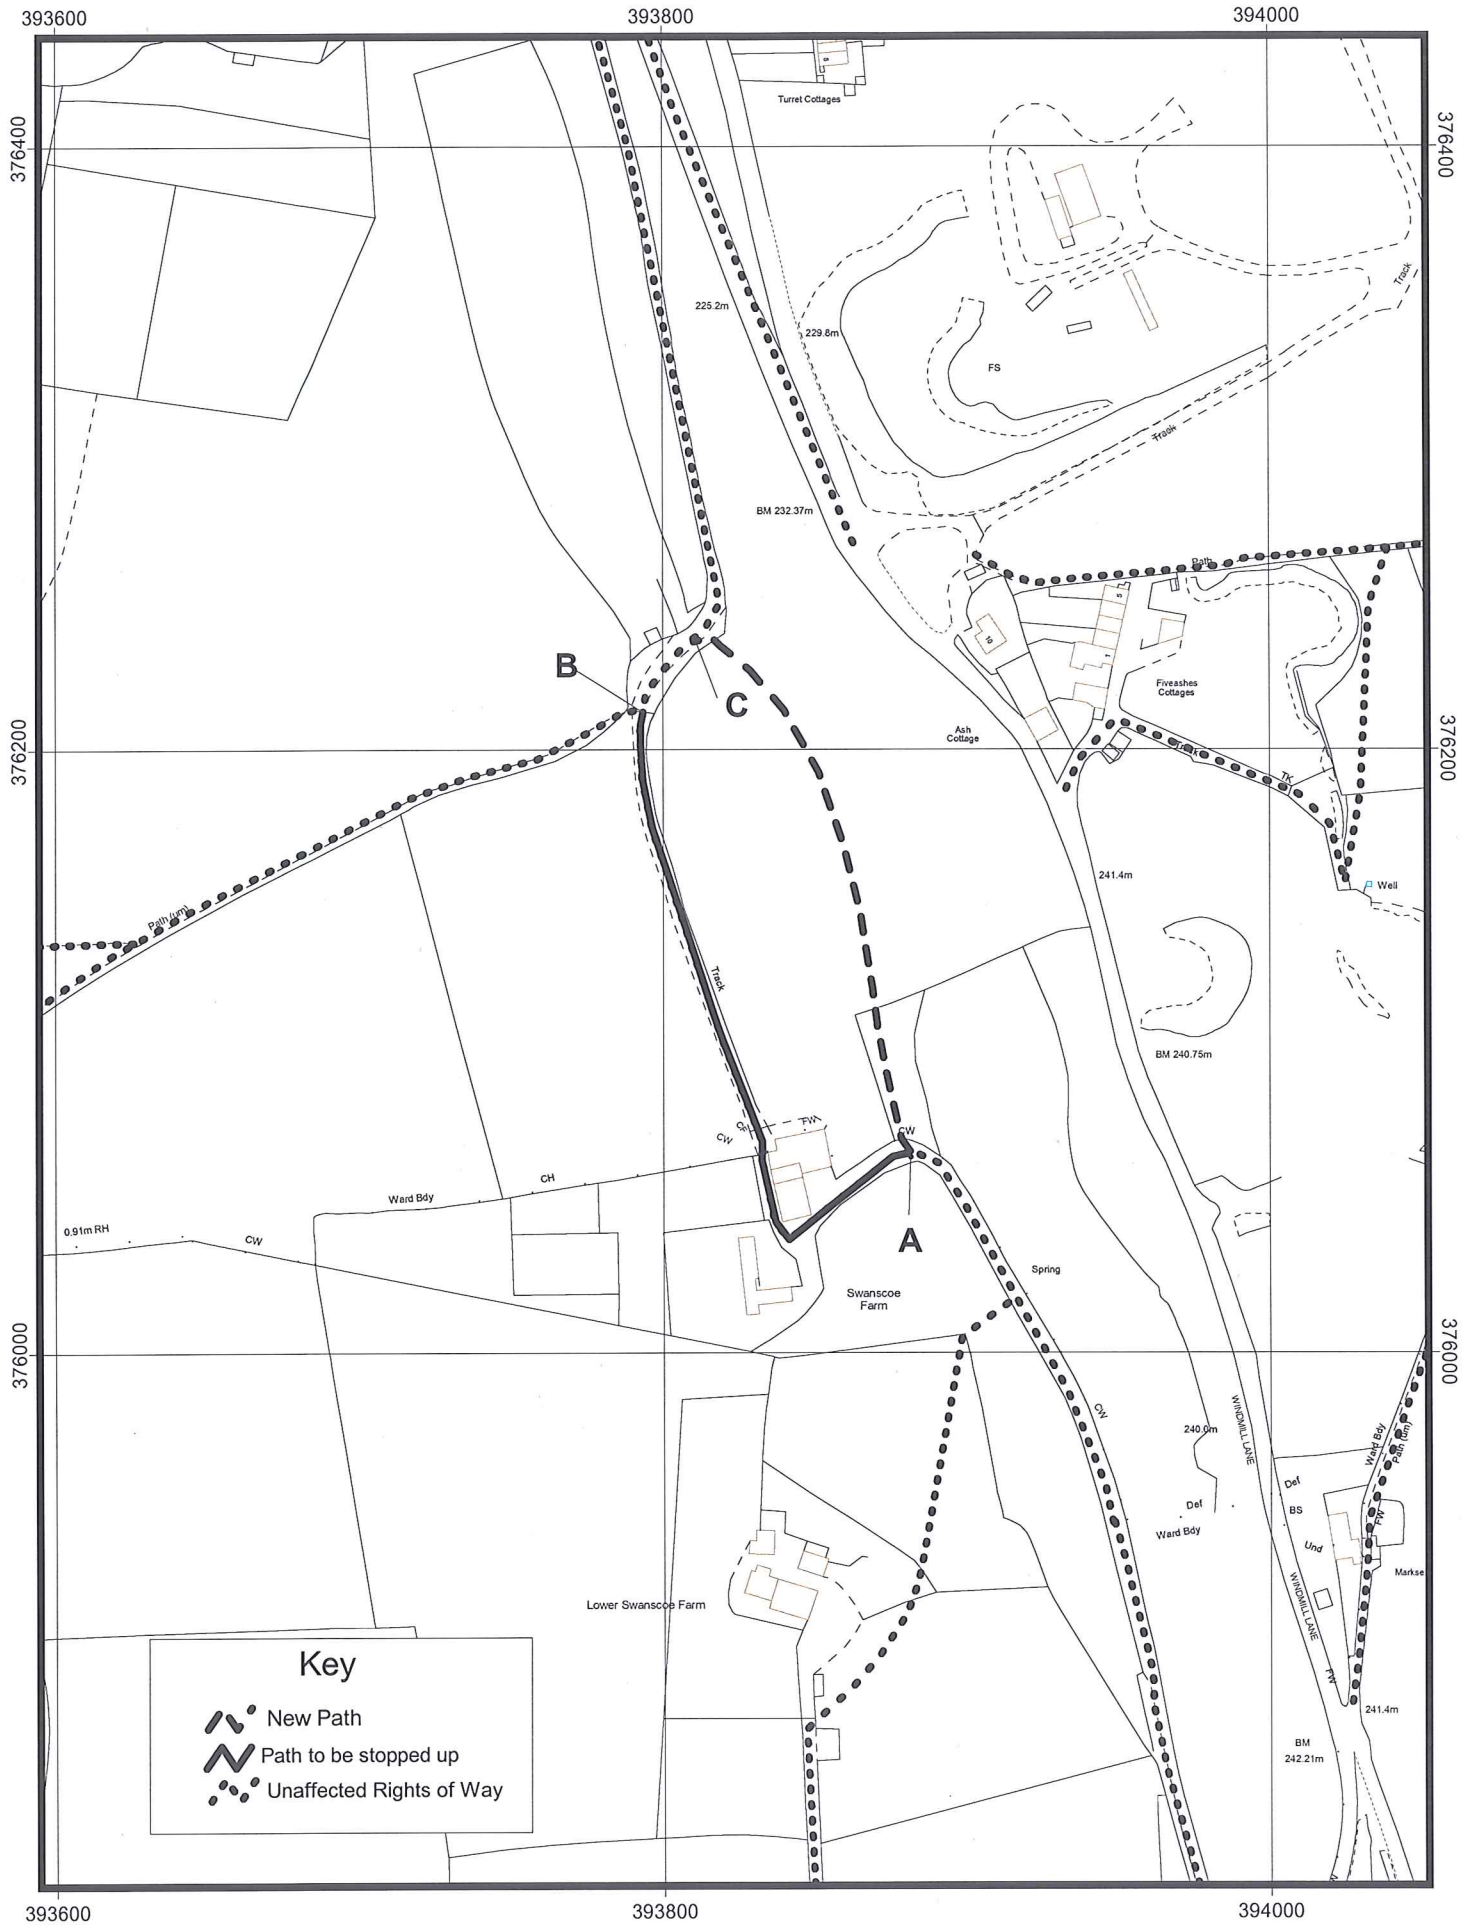 393600
393800
394000
Turret Cottages
376400
376400
Track
225.2m
229.8m
FS
Track
BM 232.37m
Path
5
10
1
B
C
Fiveashes
Cottages
Ash
Cottage
376200
376200
Track
TK
241.4m
Well
Path (um)
Track
BM 240.75m
CW
FW
CW
CH
Ward Bdy
0.91m RH
CW
A
Spring
Swanscoe
Farm
376000
376000
CW
WINDMILL LANE
240.0m
Ward Bdy
Path (um)
Def
Def
BS
Ward Bdy
FW
Und
Markse
WINDMILL LANE
Lower Swanscoe Farm
Key
FW
New Path
241.4m
Path to be stopped up
BM
242.21m
Unaffected Rights of Way
393600
393800
394000